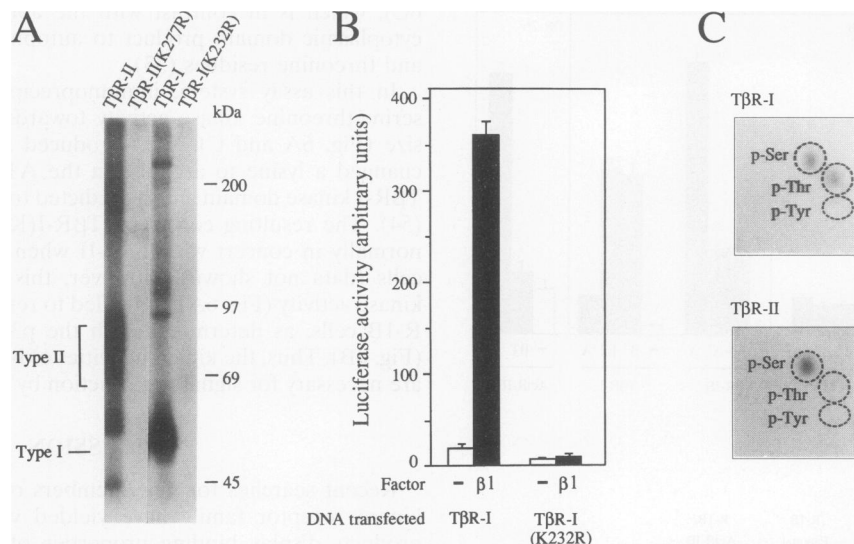 A
B
C
TβR-II
TβR-II(K277R)
TβR-I
TβR-I(K232R)
kDa
200
97
69
45
Type II
Type I
Luciferase activity (arbitrary units)
400
300
200
100
0
Factor
– β1
– β1
DNA transfected
TβR-I
TβR-I
(K232R)
TβR-I
p-Ser
p-Thr
p-Tyr
TβR-II
p-Ser
p-Thr
p-Tyr